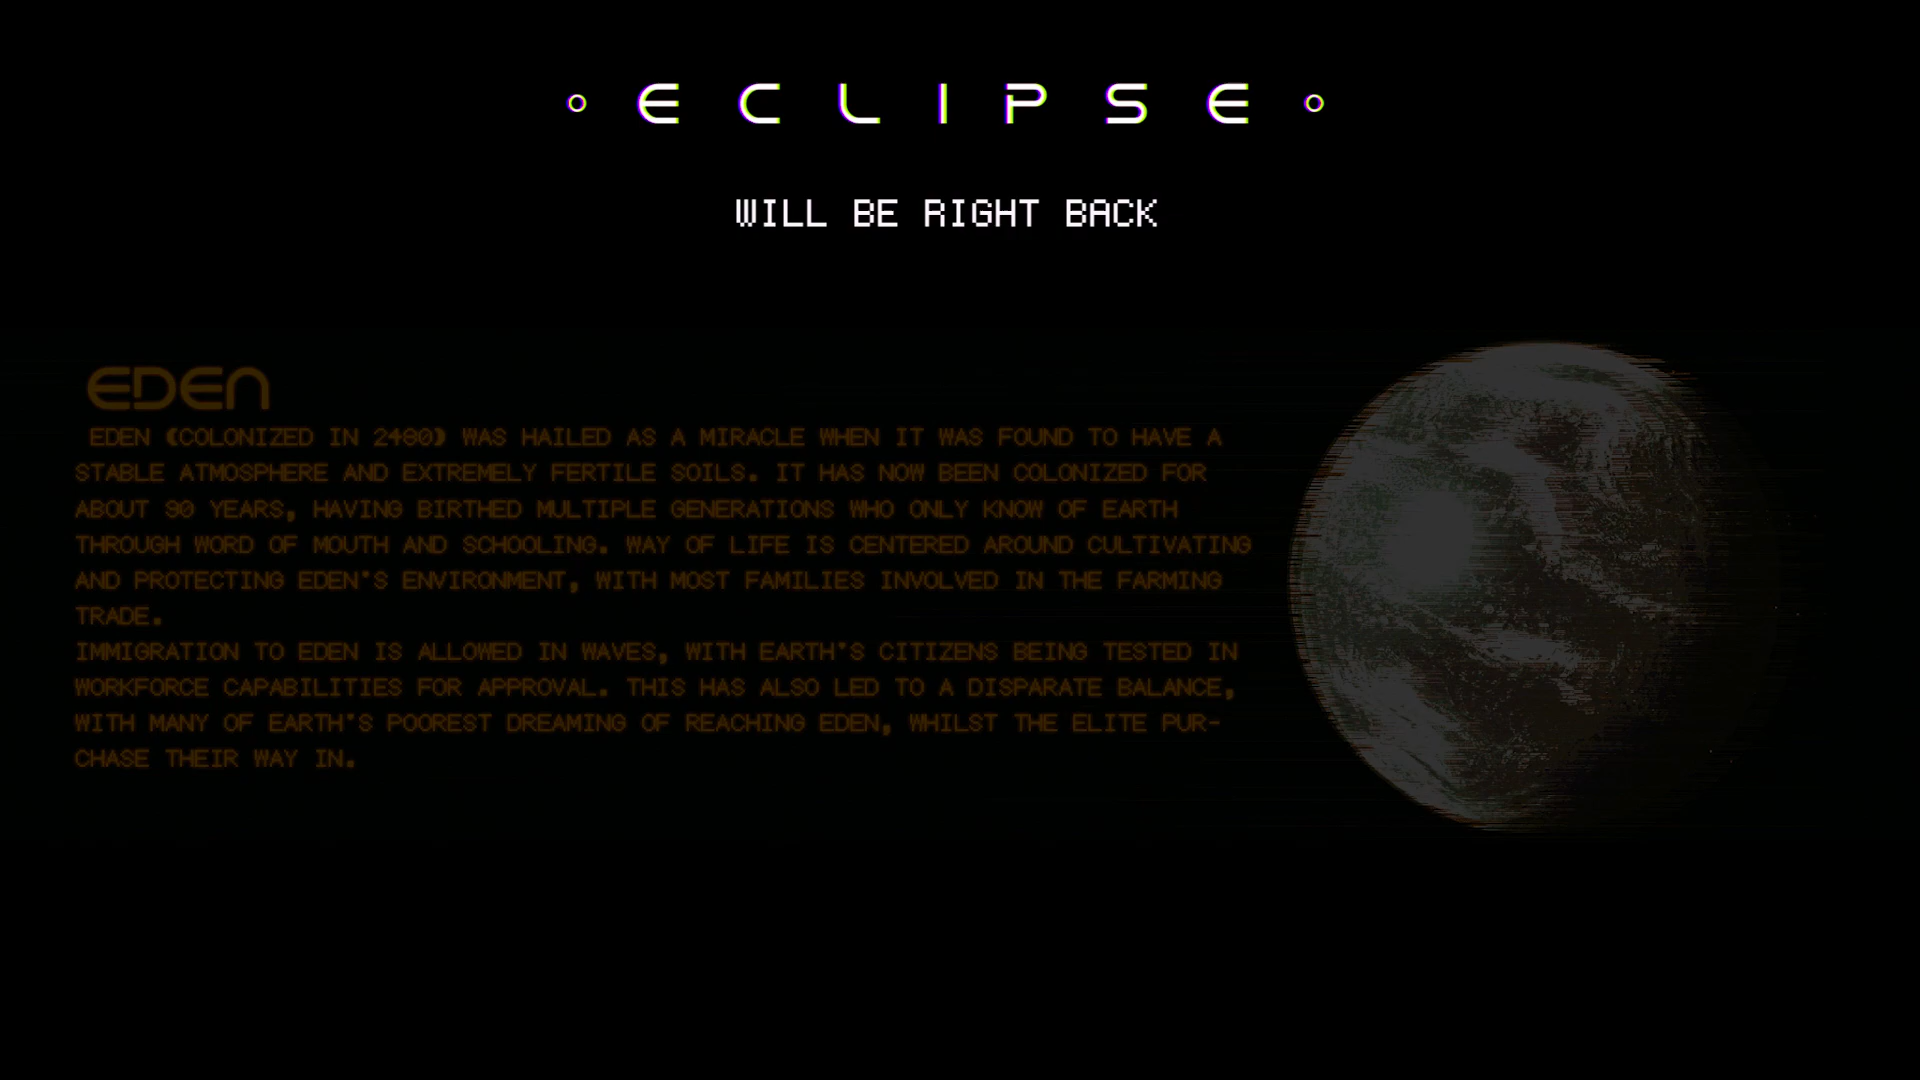 ◦ E C L I P S E ◦
WILL BE RIGHT BACK
EDEN
EDEN (COLONIZED IN 2480) WAS HAILED AS A MIRACLE WHEN IT WAS FOUND TO HAVE A
STABLE ATMOSPHERE AND EXTREMELY FERTILE SOILS. IT HAS NOW BEEN COLONIZED FOR
ABOUT 90 YEARS, HAVING BIRTHED MULTIPLE GENERATIONS WHO ONLY KNOW OF EARTH
THROUGH WORD OF MOUTH AND SCHOOLING. WAY OF LIFE IS CENTERED AROUND CULTIVATING
AND PROTECTING EDEN'S ENVIRONMENT, WITH MOST FAMILIES INVOLVED IN THE FARMING
TRADE.
IMMIGRATION TO EDEN IS ALLOWED IN WAVES, WITH EARTH'S CITIZENS BEING TESTED IN
WORKFORCE CAPABILITIES FOR APPROVAL. THIS HAS ALSO LED TO A DISPARATE BALANCE,
WITH MANY OF EARTH'S POOREST DREAMING OF REACHING EDEN, WHILST THE ELITE PUR-
CHASE THEIR WAY IN.